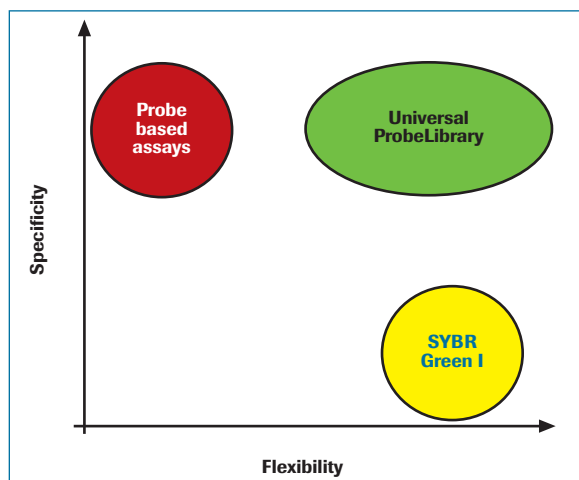 Probe
based
assays
Universal
ProbeLibrary
Specificity
SYBR
Green I
Flexibility